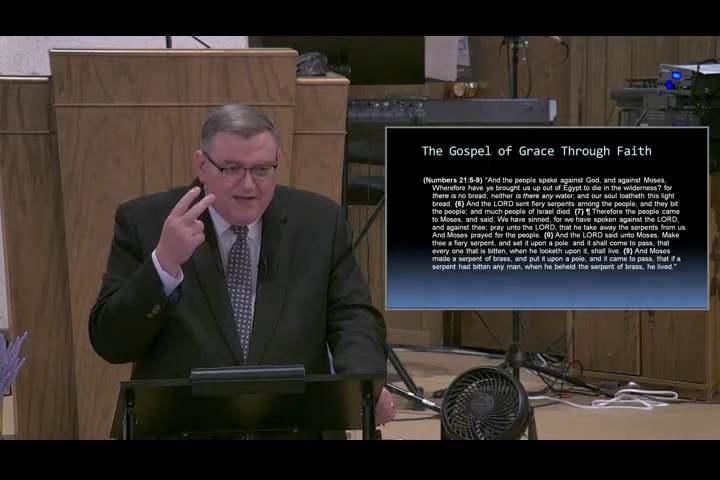 The Gospel of Grace Through Faith
(Numbers 21:5-9) "And the people spake against God, and against Moses,
Wherefore have ye brought us up out of Egypt to die in the wilderness? for
there is no bread, neither is there any water; and our soul loatheth this light
bread. {6} And the LORD sent fiery serpents among the people, and they bit
the people; and much people of Israel died. {7} ¶ Therefore the people came
to Moses, and said, We have sinned, for we have spoken against the LORD,
and against thee; pray unto the LORD, that he take away the serpents from us.
And Moses prayed for the people. {8} And the LORD said unto Moses, Make
thee a fiery serpent, and set it upon a pole: and it shall come to pass, that
every one that is bitten, when he looketh upon it, shall live. {9} And Moses
made a serpent of brass, and put it upon a pole, and it came to pass, that if a
serpent had bitten any man, when he beheld the serpent of brass, he lived."